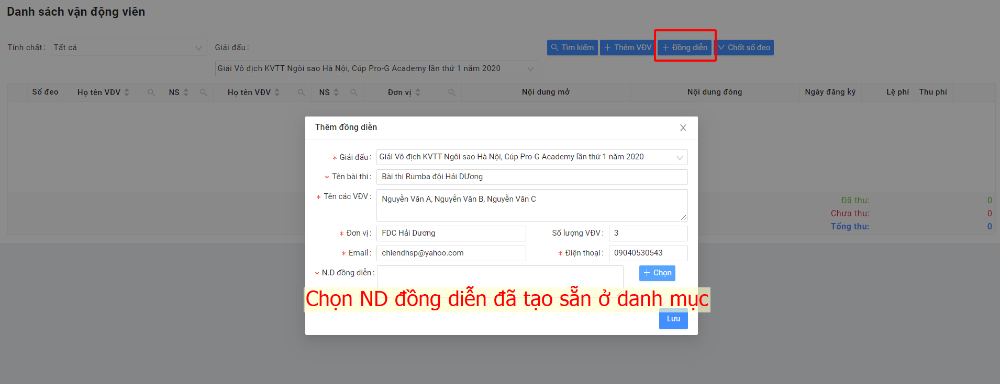 Danh sách vận động viên
Tính chất: Tất cả Giải đấu: Tìm kiếm Thêm VĐV Đồng diễn Chốt số đeo
Giải Vô địch KVTT Ngôi sao Hà Nội, Cúp Pro-G Academy lần thứ 1 năm 2020
Số đeo Họ tên VĐV NS Họ tên VĐV NS Đơn vị Nội dung mở Nội dung đóng Ngày đăng ký Lệ phí Thu phí
Thêm đồng diễn
* Giải đấu: Giải Vô địch KVTT Ngôi sao Hà Nội, Cúp Pro-G Academy lần thứ 1 năm 2020
* Tên bài thi: Bài thi Rumba đội Hải DƯơng
* Tên các VĐV: Nguyễn Văn A, Nguyễn Văn B, Nguyễn Văn C
Đã thu: 0
Chưa thu: 0
Tổng thu: 0
* Đơn vị: FDC Hải Dương Số lượng VĐV: 3
* Email: chiendhsp@yahoo.com * Điện thoại: 09040530543
* N.D đồng diễn: Chọn
Chọn ND đồng diễn đã tạo sẵn ở danh mục
Lưu